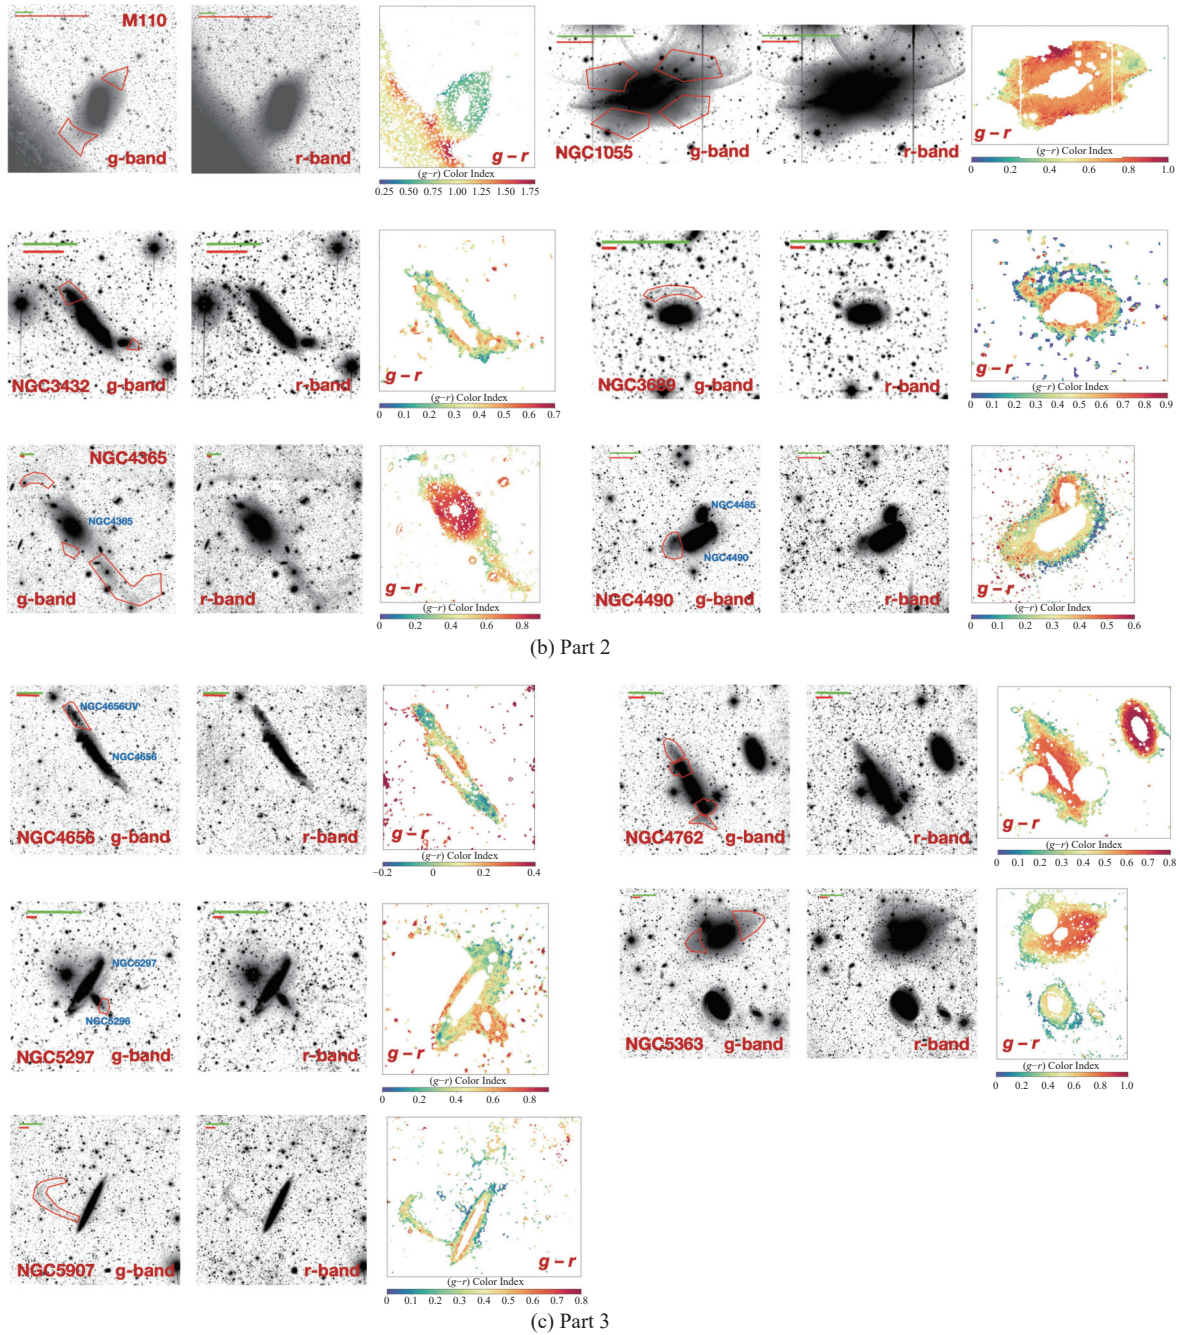 M110
g-band
r-band
g – r
(g–r) Color Index
0.25 0.50 0.75 1.00 1.25 1.50 1.75
NGC1055
g-band
r-band
g – r
(g–r) Color Index
0 0.2 0.4 0.6 0.8 1.0
NGC3432 g-band
r-band
g – r
(g–r) Color Index
0 0.1 0.2 0.3 0.4 0.5 0.6 0.7
NGC3689 g-band
r-band
g – r
(g–r) Color Index
0 0.1 0.2 0.3 0.4 0.5 0.6 0.7 0.8 0.9
NGC4365
NGC4365
g-band
r-band
g – r
(g–r) Color Index
0 0.2 0.4 0.6 0.8
NGC4485
NGC4490
NGC4490 g-band
r-band
g – r
(g–r) Color Index
0 0.1 0.2 0.3 0.4 0.5 0.6
(b) Part 2
NGC4656UV
NGC4656
NGC4656 g-band
r-band
g – r
(g–r) Color Index
−0.2 0 0.2 0.4
NGC4762 g-band
r-band
g – r
(g–r) Color Index
0 0.1 0.2 0.3 0.4 0.5 0.6 0.7 0.8
NGC5297
NGC5296
NGC5297 g-band
r-band
g – r
(g–r) Color Index
0 0.2 0.4 0.6 0.8
NGC5363 g-band
r-band
g – r
(g–r) Color Index
0 0.2 0.4 0.6 0.8 1.0
NGC5907 g-band
r-band
g – r
(g–r) Color Index
0 0.1 0.2 0.3 0.4 0.5 0.6 0.7 0.8
(c) Part 3